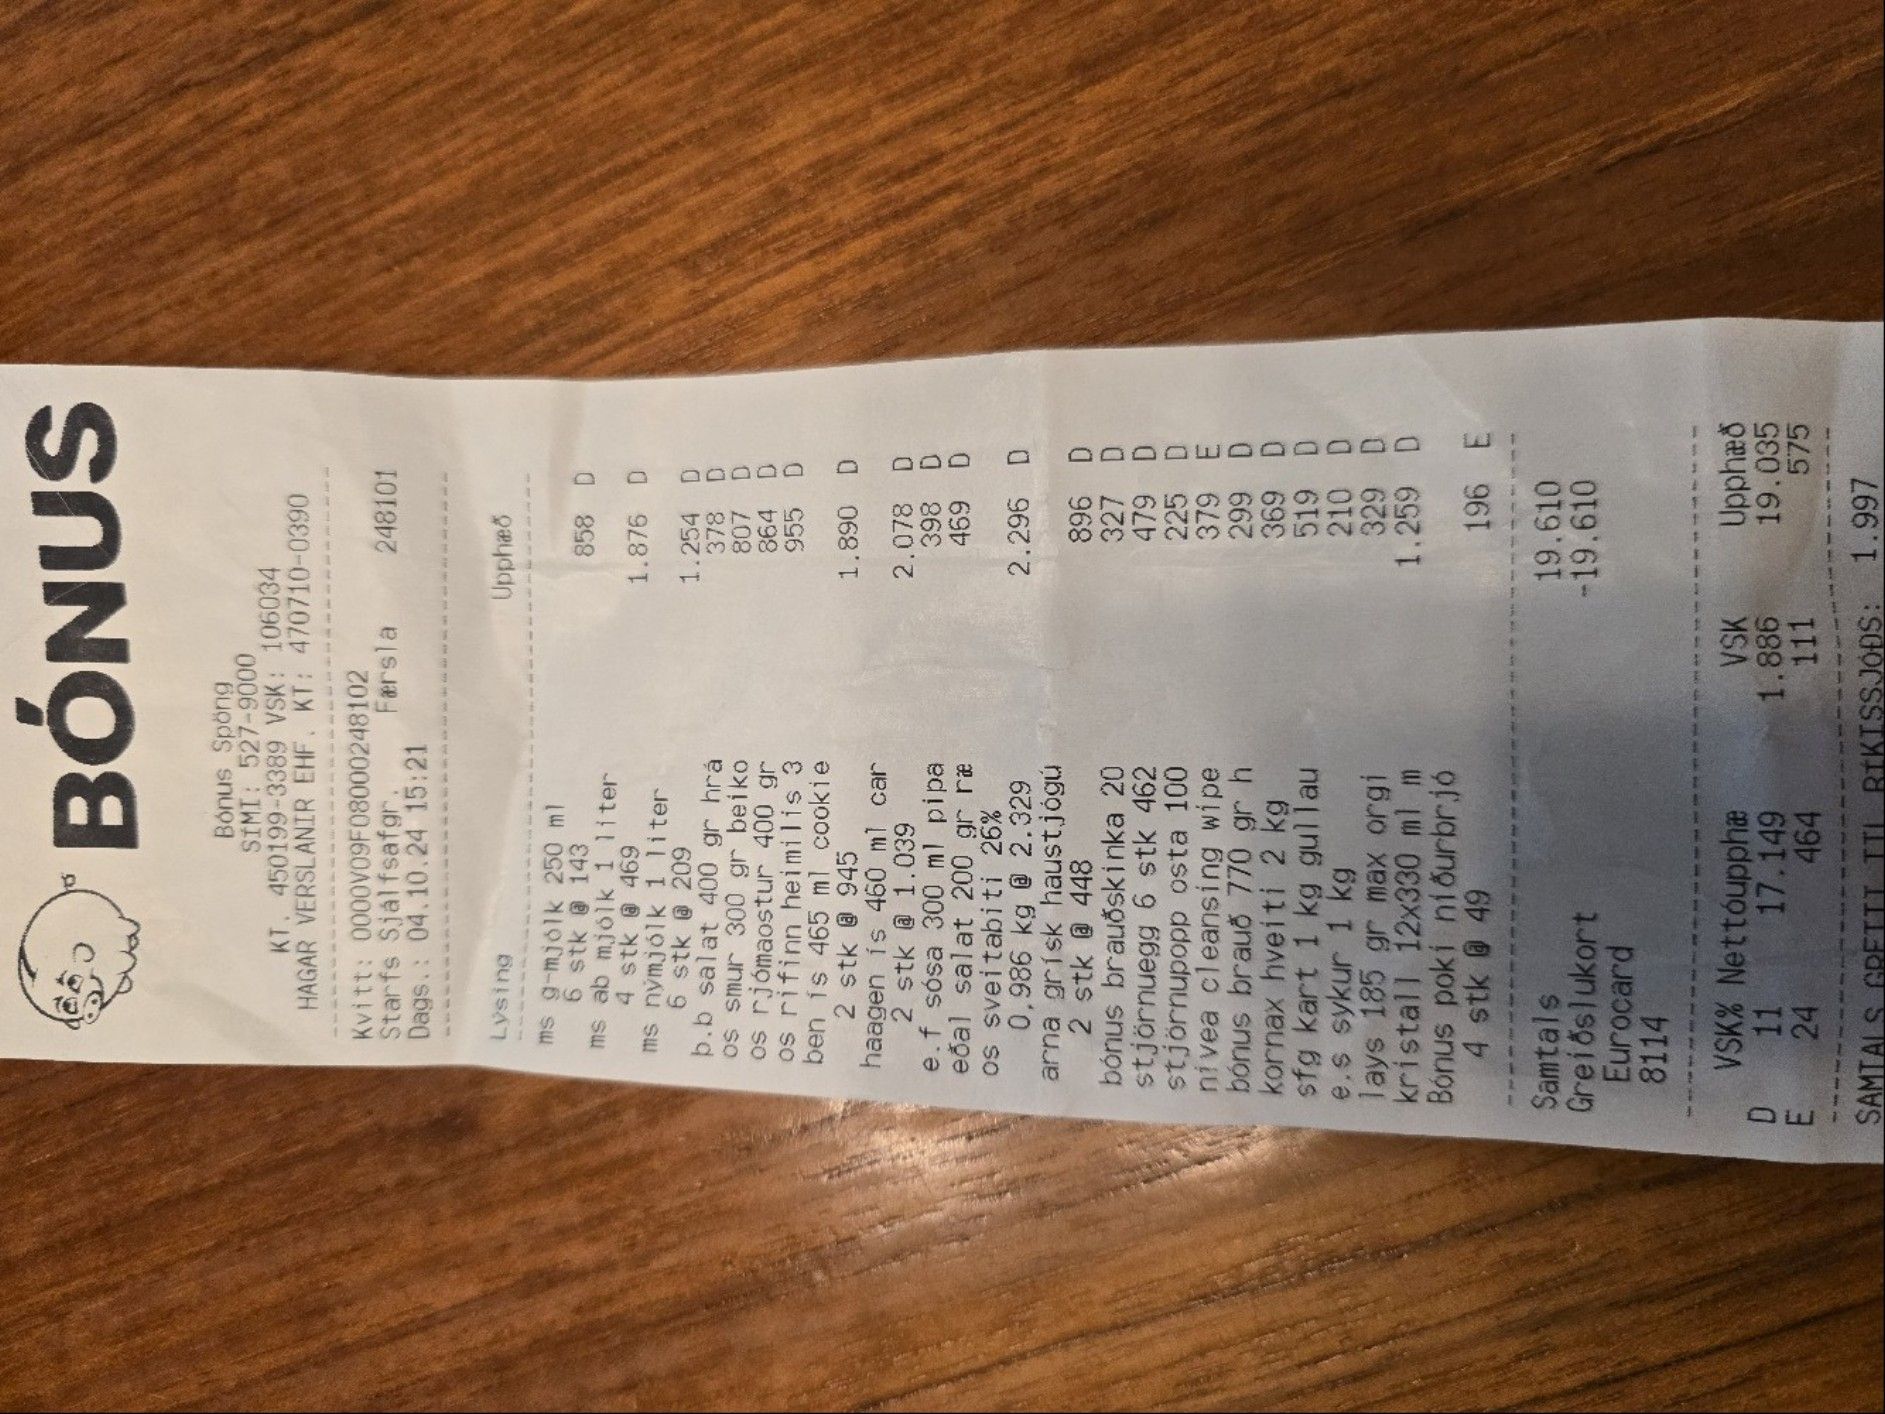 BÓNUS
Bónus Spöng
SÍMI: 527-9000
KT. 450199-3389 VSK: 106034
HAGAR VERSLANIR EHF. KT: 470710-0390
Kvitt: 0000V09F08000248102
Starfs Sjálfsafgr. Færsla 248101
Dags.: 04.10.24 15:21
Lýsing Upphæð
ms g-mjólk 250 ml
6 stk @ 143 858 D
ms ab mjólk 1 liter
4 stk @ 469 1.876 D
ms nýmjólk 1 liter
6 stk @ 209 1.254 D
b.b salat 400 gr hrá 378 D
os smur 300 gr beiko 807 D
os rjómaostur 400 gr 864 D
os rifinn heimilis 3 955 D
ben ís 465 ml cookie
2 stk @ 945 1.890 D
haagen ís 460 ml car
2 stk @ 1.039 2.078 D
e.f sósa 300 ml pipa 398 D
eðal salat 200 gr ræ 469 D
os sveitabiti 26%
0,986 kg @ 2.329 2.296 D
arna grísk haustjógú
2 stk @ 448 896 D
bónus brauðskinka 20 327 D
stjörnuegg 6 stk 462 479 D
stjörnupopp osta 100 225 D
nivea cleansing wipe 379 E
bónus brauð 770 gr h 299 D
kornax hveiti 2 kg 369 D
sfg kart 1 kg gullau 519 D
e.s sykur 1 kg 210 D
lays 185 gr max orgi 329 D
kristall 12x330 ml m 1.259 D
Bónus poki niðurbrjó
4 stk @ 49 196 E
Samtals 19.610
Greiðslukort -19.610
Eurocard
8114
VSK% Nettóupphæ VSK Upphæð
D 11 17.149 1.886 19.035
E 24 464 111 575
SAMTALS GREITT TIL RÍKISSJÓÐS: 1.997